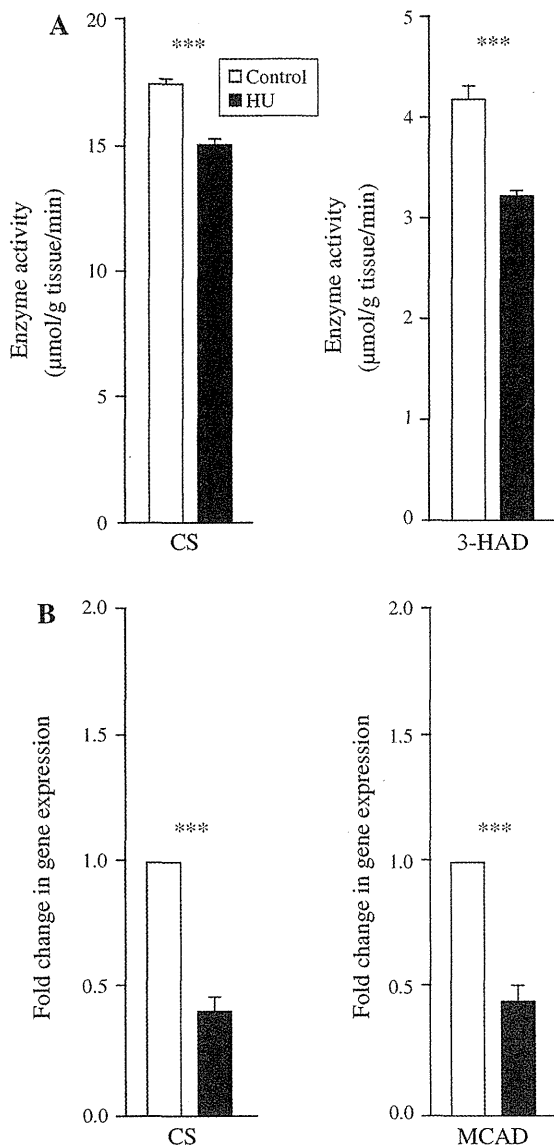 A
***
***
Control
HU
Enzyme activity
(μmol/g tissue/min)
20
15
10
5
0
CS
Enzyme activity
(μmol/g tissue/min)
5
4
3
2
1
0
3-HAD
B
Fold change in gene expression
2.0
1.5
1.0
0.5
0.0
***
CS
Fold change in gene expression
2.0
1.5
1.0
0.5
0.0
***
MCAD